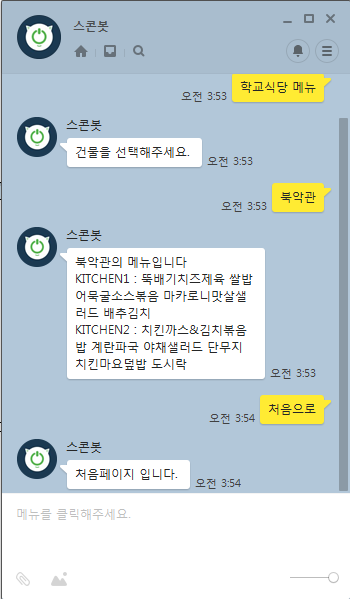 스콘봇
학교식당 메뉴
오전 3:53
스콘봇
건물을 선택해주세요.
오전 3:53
북악관
오전 3:53
스콘봇
북악관의 메뉴입니다
KITCHEN1 : 뚝배기치즈제육 쌀밥
어묵굴소스볶음 마카로니맛살샐
러드 배추김치
KITCHEN2 : 치킨까스&김치볶음
밥 계란파국 야채샐러드 단무지
치킨마요덮밥 도시락
오전 3:53
처음으로
오전 3:54
스콘봇
처음페이지 입니다.
오전 3:54
메뉴를 클릭해주세요.